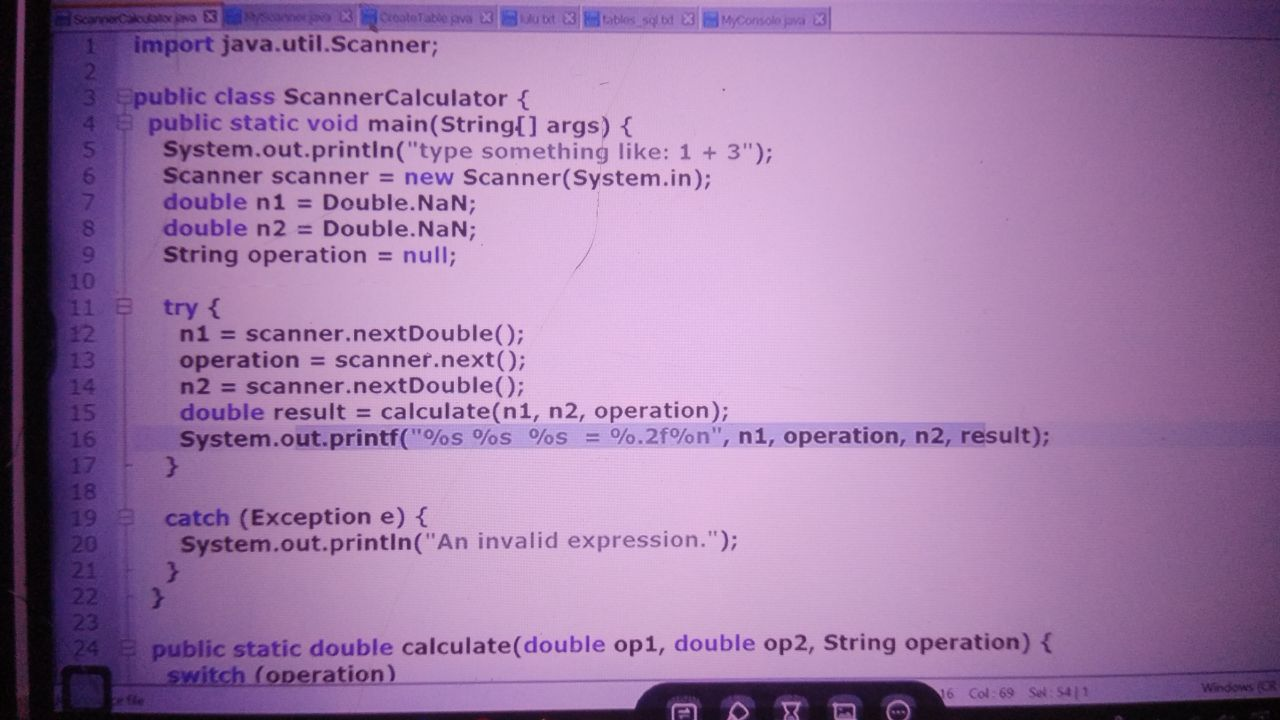 ScannerCalculator.java MyScanner.java CreateTable.java lulu.txt tables_sql.txt MyConsole.java
1 import java.util.Scanner;
2
3 public class ScannerCalculator {
4 public static void main(String[] args) {
5 System.out.println("type something like: 1 + 3");
6 Scanner scanner = new Scanner(System.in);
7 double n1 = Double.NaN;
8 double n2 = Double.NaN;
9 String operation = null;
10
11 try {
12 n1 = scanner.nextDouble();
13 operation = scanner.next();
14 n2 = scanner.nextDouble();
15 double result = calculate(n1, n2, operation);
16 System.out.printf("%s %s  %s  = %.2f%n", n1, operation, n2, result);
17 }
18
19 catch (Exception e) {
20 System.out.println("An invalid expression.");
21 }
22 }
23
24 public static double calculate(double op1, double op2, String operation) {
switch (operation)
file 16 Col : 69 Sel : 54 | 1 Windows (CR